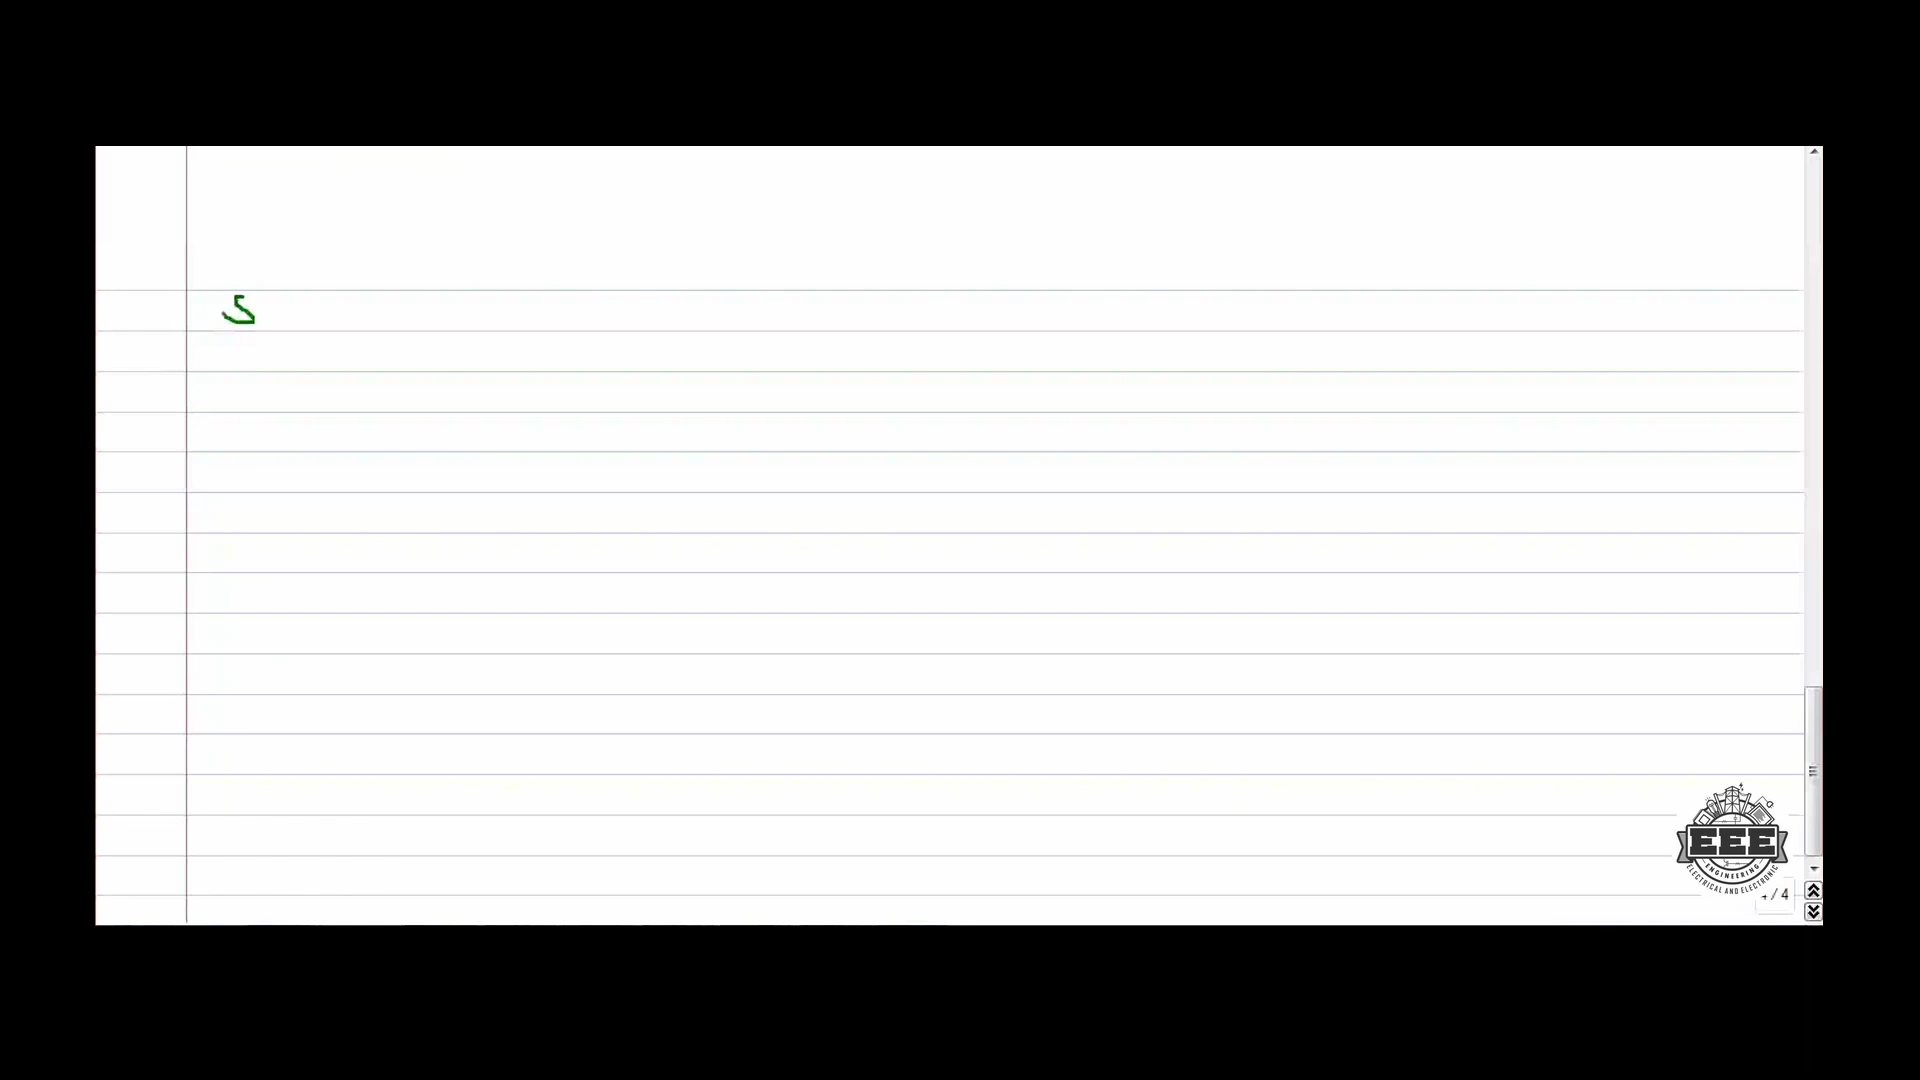 S
EEE
ENGINEERING
ELECTRICAL AND ELECTRONIC
/ 4